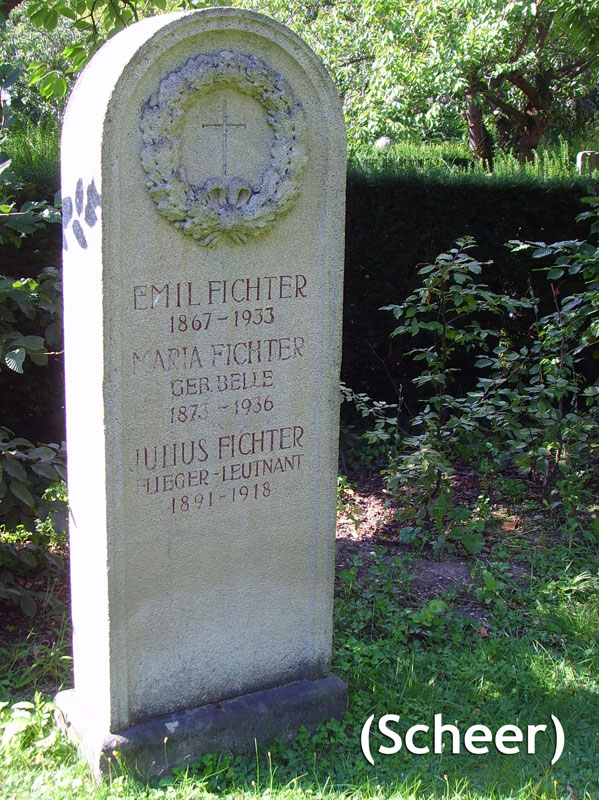 EMIL FICHTER
1867-1933
MARIA FICHTER
GEB. BELLE
1873-1936
JULIUS FICHTER
FLIEGER-LEUTNANT
1891-1918
(Scheer)